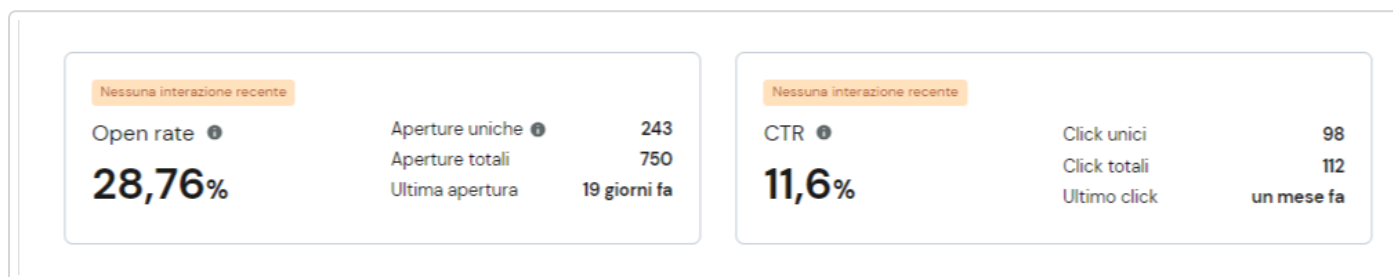 Nessuna interazione recente
Open rate
28,76%
Aperture uniche 243
Aperture totali 750
Ultima apertura 19 giorni fa
Nessuna interazione recente
CTR
11,6%
Click unici 98
Click totali 112
Ultimo click un mese fa